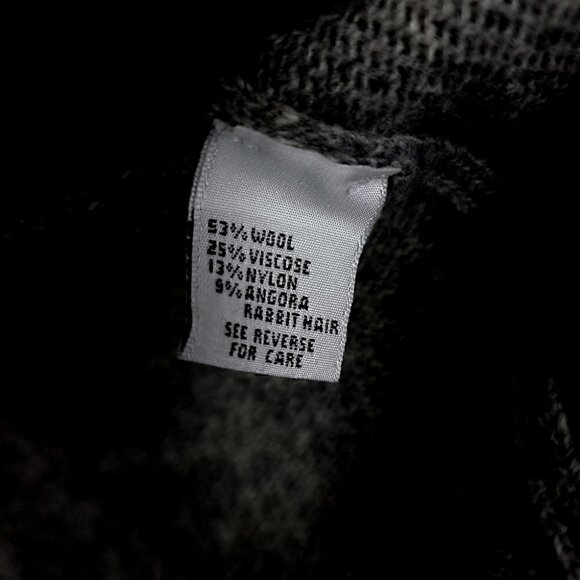 53% WOOL
25% VISCOSE
13% NYLON
9% ANGORA
RABBIT HAIR
SEE REVERSE
FOR CARE